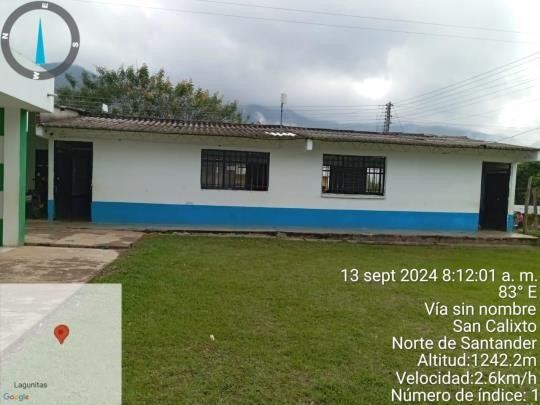 N
E
W
S
13 sept 2024 8:12:01 a. m.
83° E
Vía sin nombre
San Calixto
Norte de Santander
Altitud:1242.2m
Velocidad:2.6km/h
Número de índice: 1
Lagunitas
Google